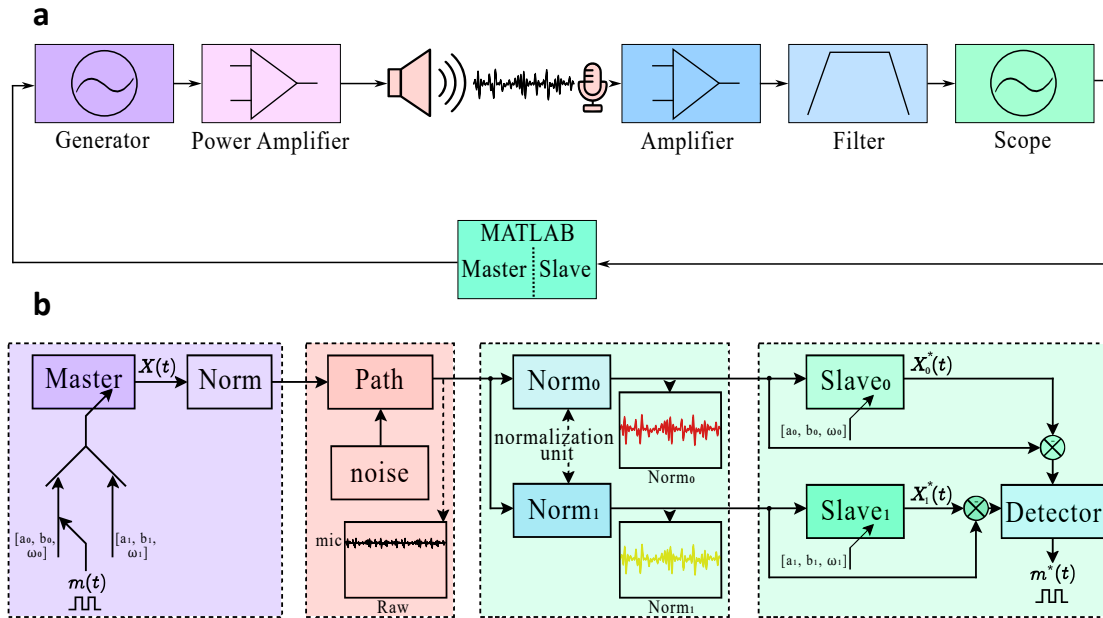 a
Generator
Power Amplifier
Amplifier
Filter
Scope
MATLAB
Master
Slave
b
Master
X(t)
Norm
[a₀, b₀,
ω₀]
[a₁, b₁,
ω₁]
m(t)
Path
noise
mic
Raw
Norm₀
normalization
unit
Norm₁
Norm₀
Norm₁
Slave₀
X₀*(t)
[a₀, b₀, ω₀]
-
Slave₁
X₁*(t)
[a₁, b₁, ω₁]
-
Detector
m*(t)